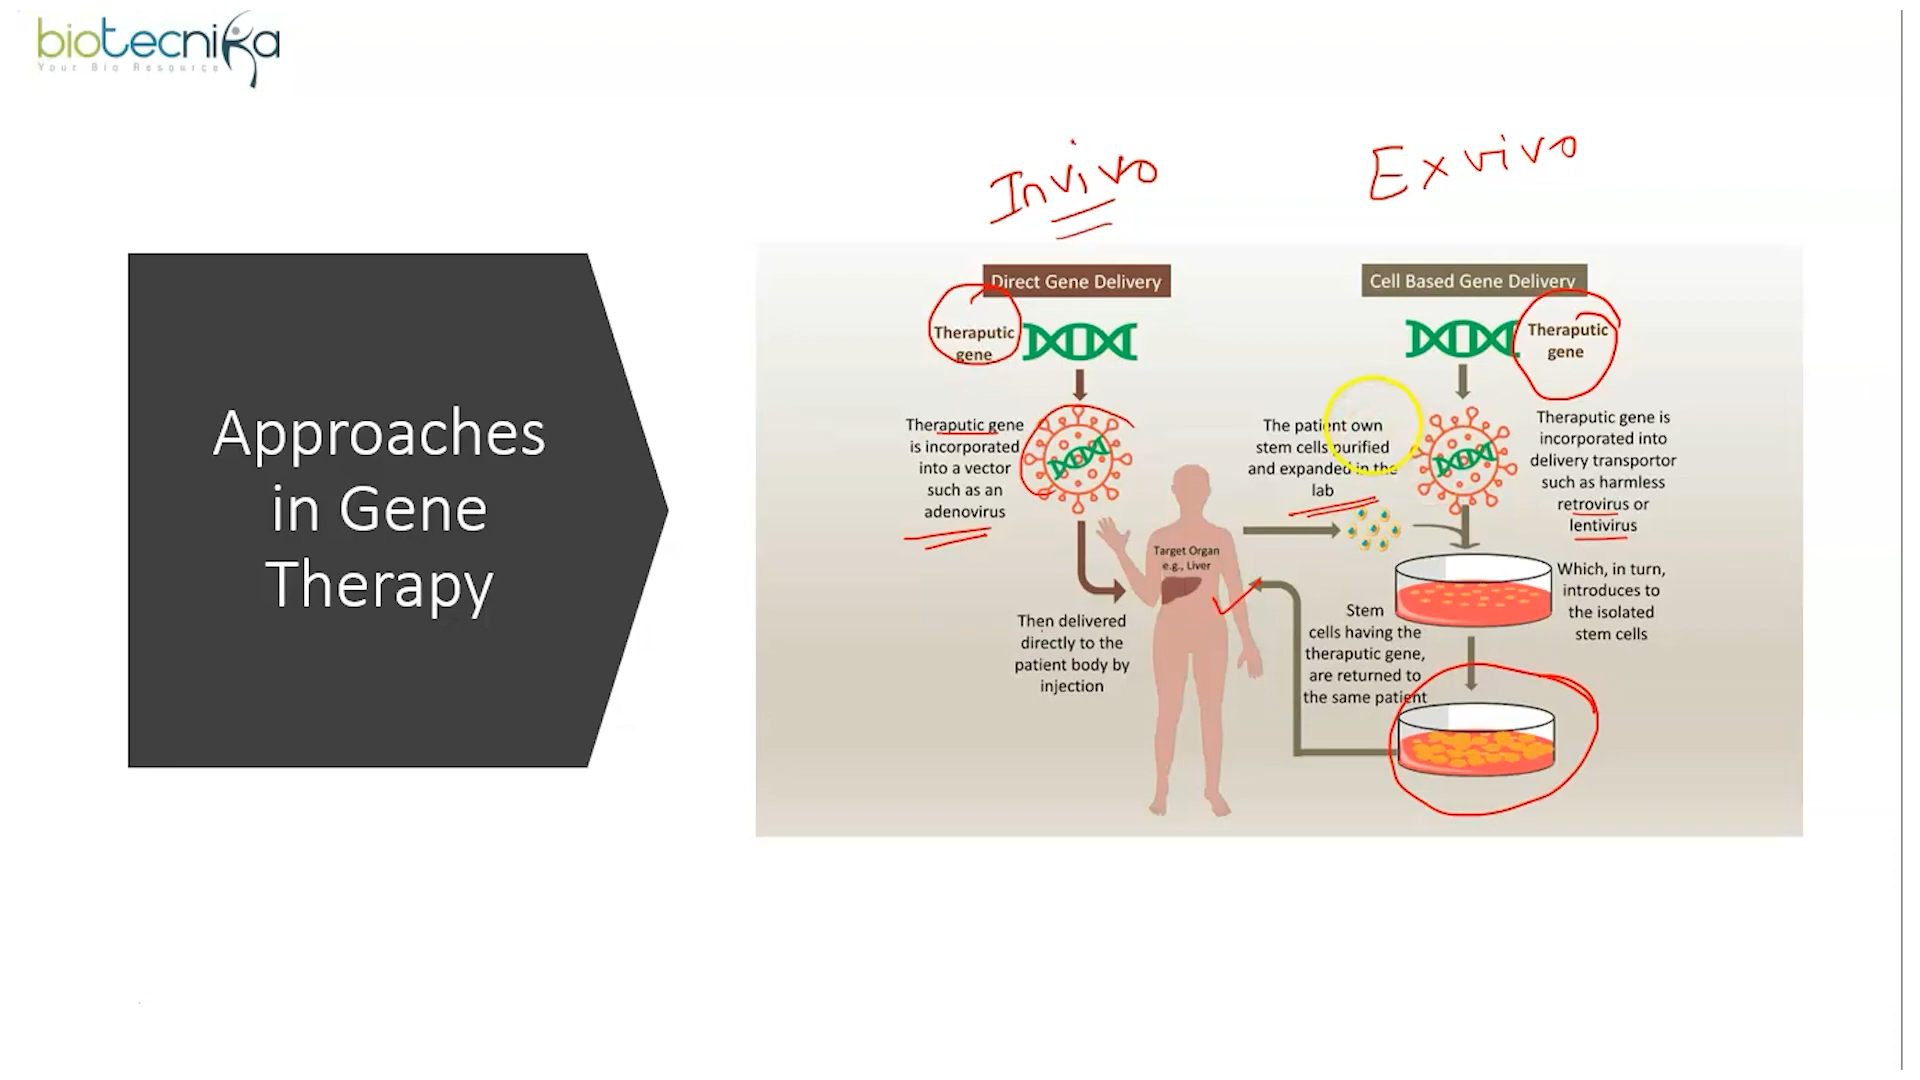 biotecnika
Your Bio Resource
Invivo
Exvivo
Approaches
in Gene
Therapy
Direct Gene Delivery
Theraputic
gene
Theraputic gene
is incorporated
into a vector
such as an
adenovirus
Then delivered
directly to the
patient body by
injection
Target Organ
e.g., Liver
Cell Based Gene Delivery
Theraputic
gene
The patient own
stem cells purified
and expanded in the
lab
Theraputic gene is
incorporated into
delivery transportor
such as harmless
retrovirus or
lentivirus
Which, in turn,
introduces to
the isolated
stem cells
Stem
cells having the
theraputic gene,
are returned to
the same patient